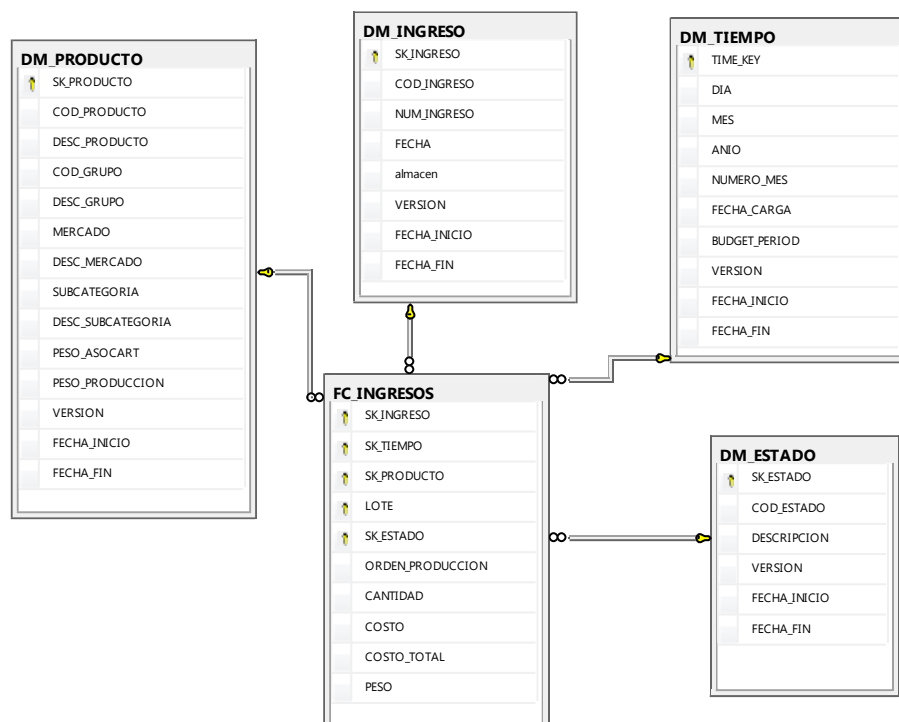 DM_PRODUCTO
SK_PRODUCTO
COD_PRODUCTO
DESC_PRODUCTO
COD_GRUPO
DESC_GRUPO
MERCADO
DESC_MERCADO
SUBCATEGORIA
DESC_SUBCATEGORIA
PESO_ASOCART
PESO_PRODUCCION
VERSION
FECHA_INICIO
FECHA_FIN
DM_INGRESO
SK_INGRESO
COD_INGRESO
NUM_INGRESO
FECHA
almacen
VERSION
FECHA_INICIO
FECHA_FIN
DM_TIEMPO
TIME_KEY
DIA
MES
ANIO
NUMERO_MES
FECHA_CARGA
BUDGET_PERIOD
VERSION
FECHA_INICIO
FECHA_FIN
FC_INGRESOS
SK_INGRESO
SK_TIEMPO
SK_PRODUCTO
LOTE
SK_ESTADO
ORDEN_PRODUCCION
CANTIDAD
COSTO
COSTO_TOTAL
PESO
DM_ESTADO
SK_ESTADO
COD_ESTADO
DESCRIPCION
VERSION
FECHA_INICIO
FECHA_FIN